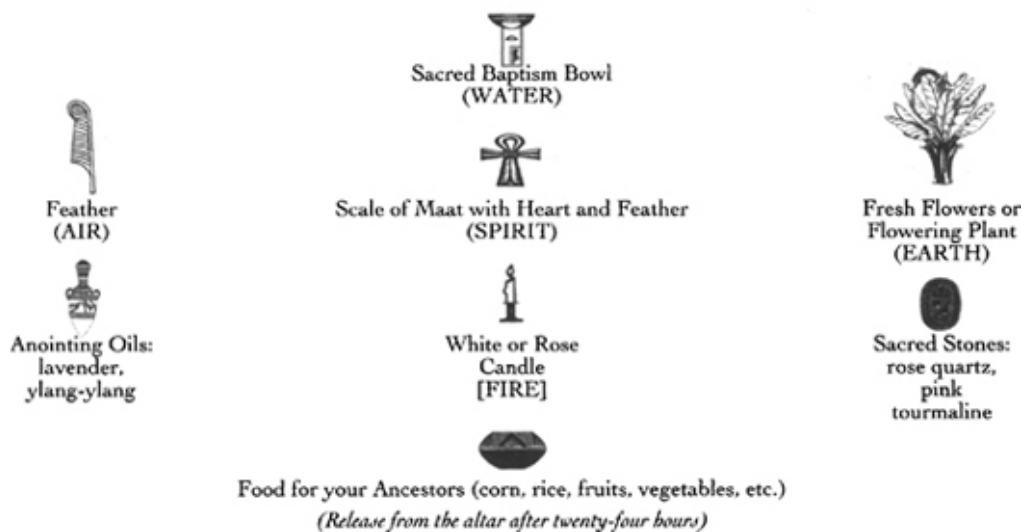 Sacred Baptism Bowl
(WATER)
Feather
(AIR)
Scale of Maat with Heart and Feather
(SPIRIT)
Fresh Flowers or
Flowering Plant
(EARTH)
Anointing Oils:
lavender,
ylang-ylang
White or Rose
Candle
[FIRE]
Sacred Stones:
rose quartz,
pink
tourmaline
Food for your Ancestors (corn, rice, fruits, vegetables, etc.)
(Release from the altar after twenty-four hours)